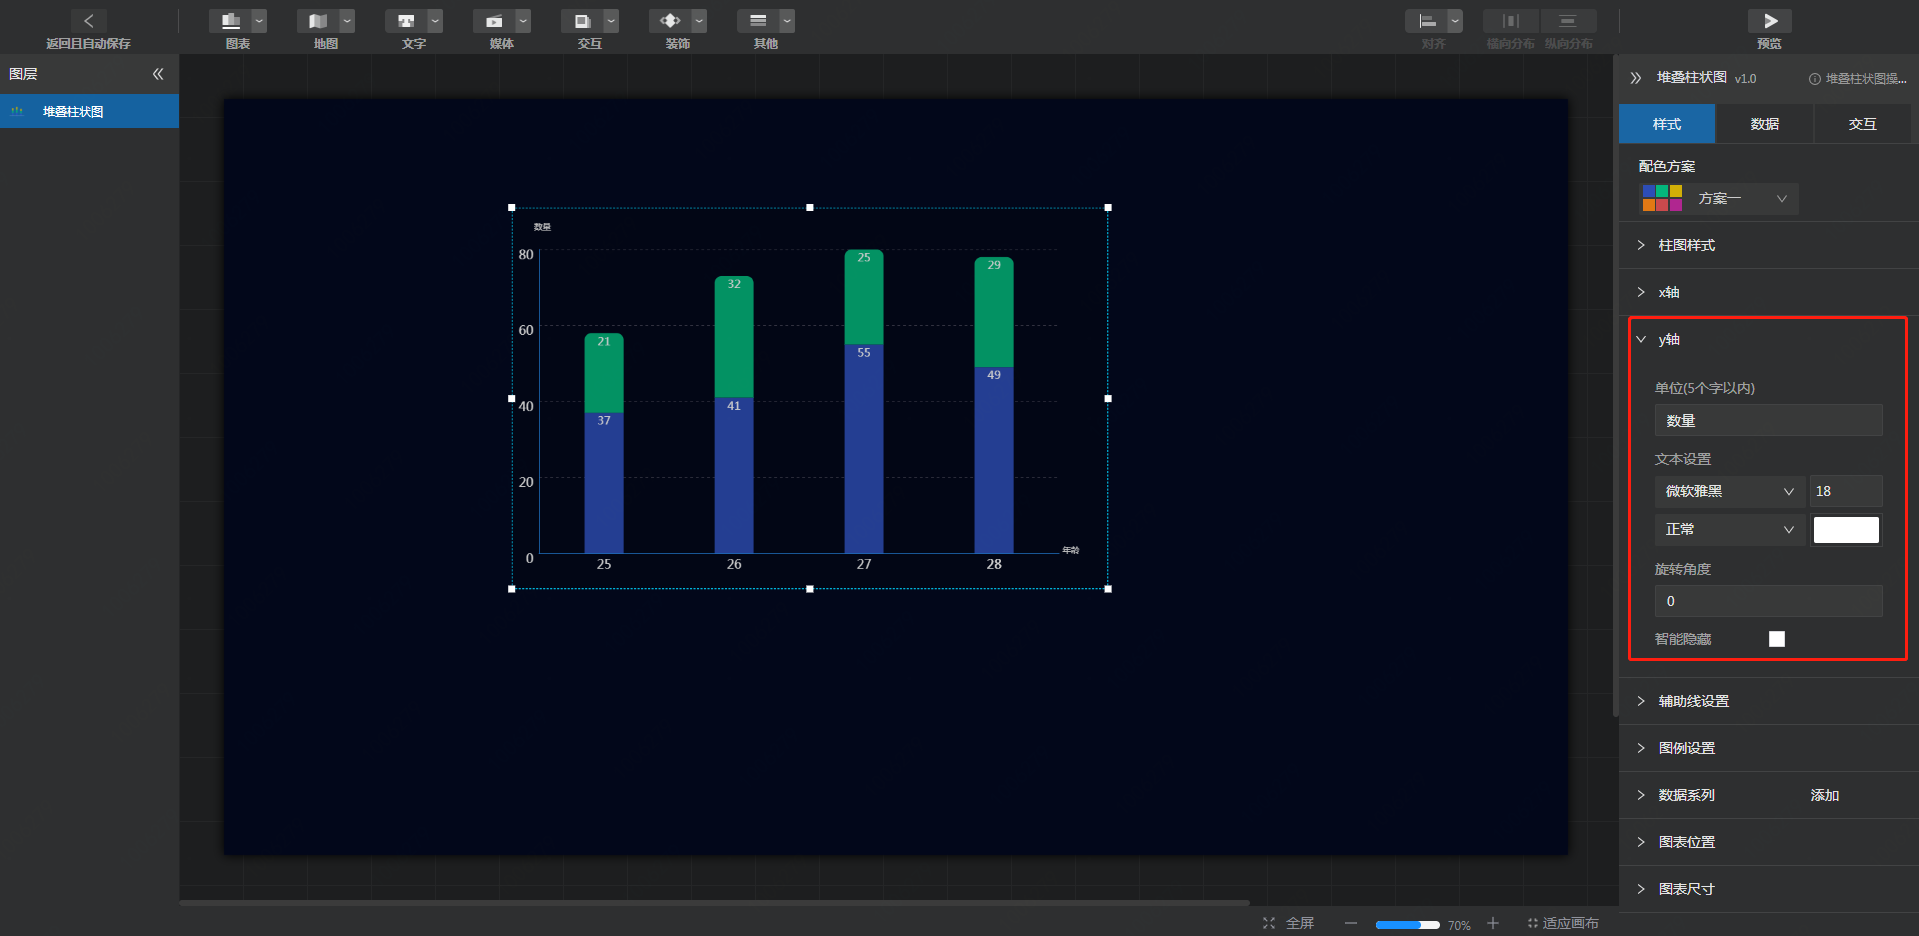 返回且自动保存
图表
地图
文字
媒体
交互
装饰
其他
对齐
横向分布
纵向分布
预览
图层
堆叠柱状图
数量
80
60
40
20
0
21
37
32
41
25
55
29
49
25
26
27
28
年龄
堆叠柱状图 v1.0
堆叠柱状图操...
样式
数据
交互
配色方案
方案一
柱图样式
x轴
y轴
单位(5个字以内)
数量
文本设置
微软雅黑
18
正常
旋转角度
0
智能隐藏
辅助线设置
图例设置
数据系列
添加
图表位置
图表尺寸
全屏
70%
适应画布